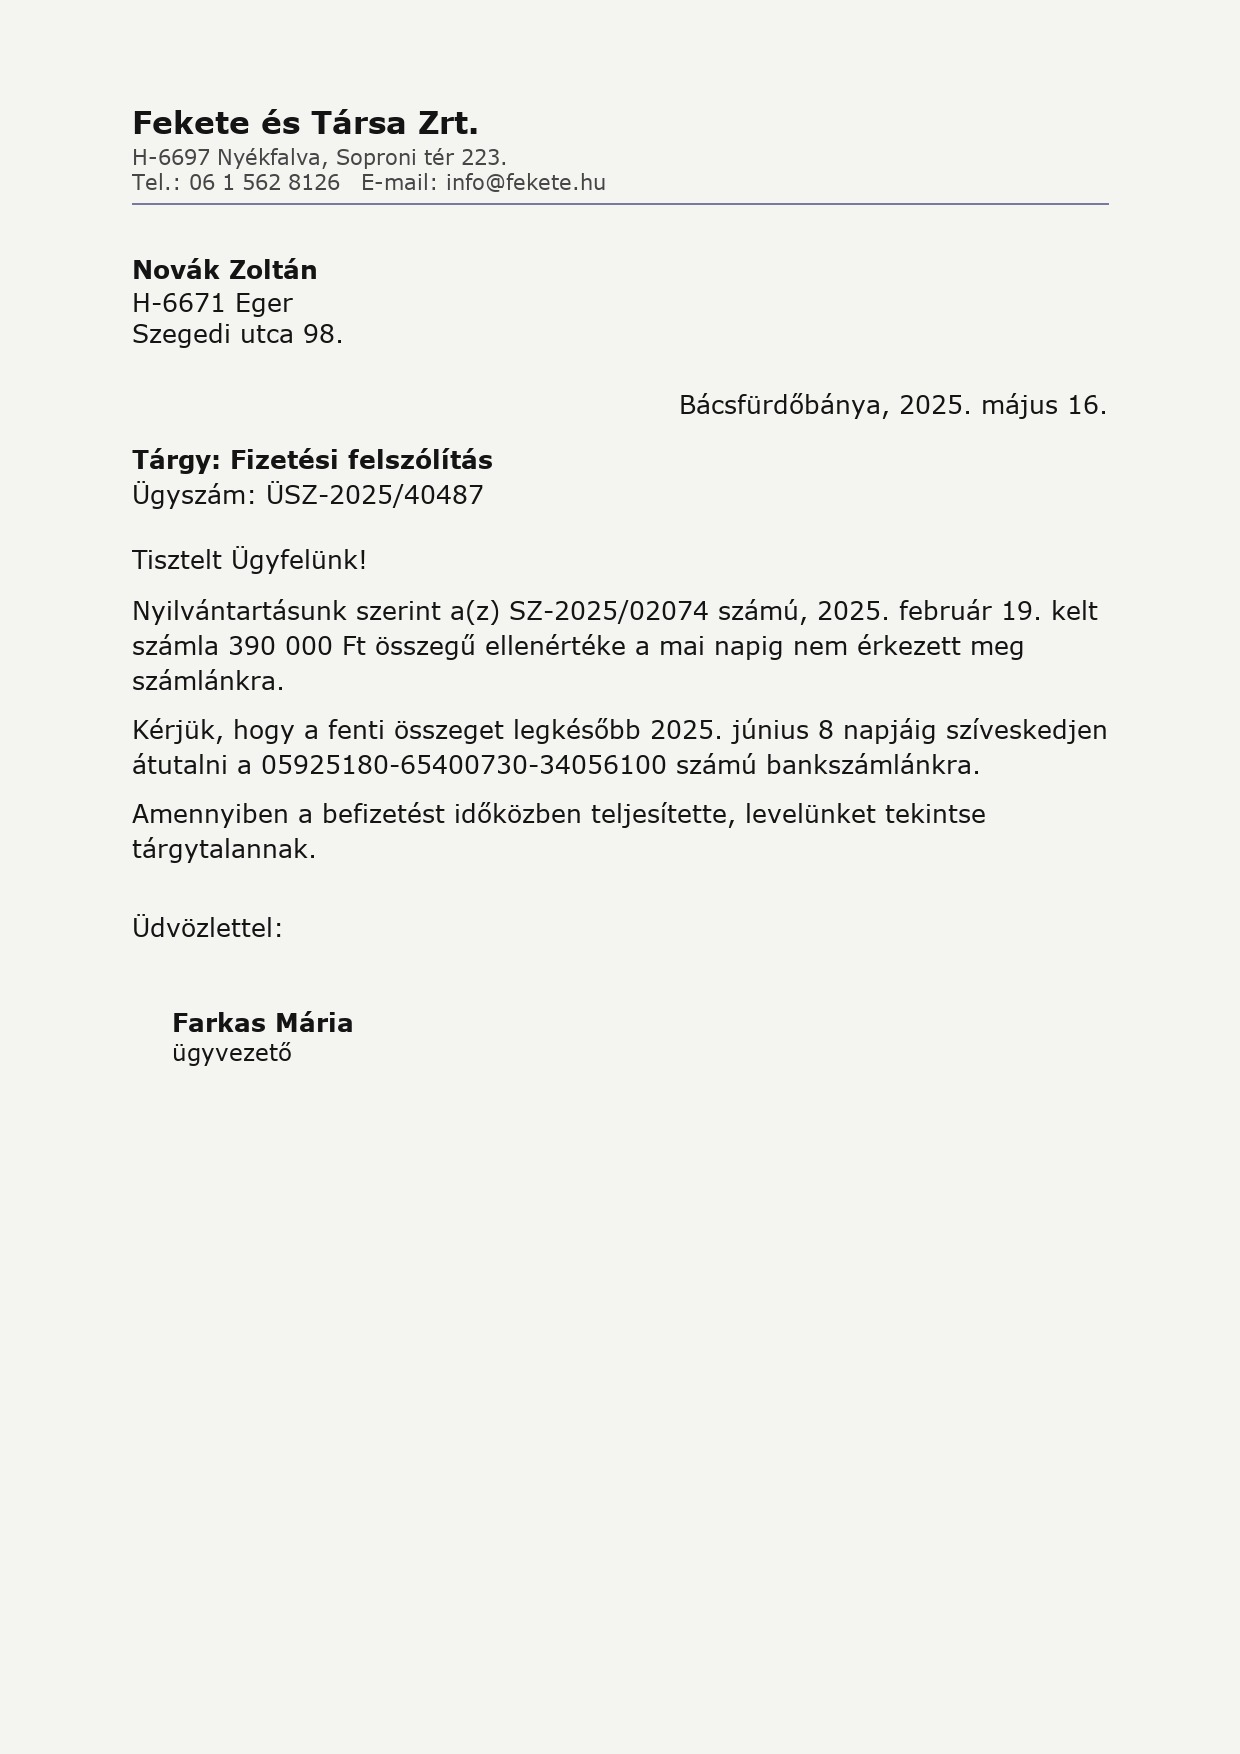 Fekete és Társa Zrt.
H-6697 Nyékfalva, Soproni tér 223.
Tel.: 06 1 562 8126   E-mail: info@fekete.hu
Novák Zoltán
H-6671 Eger
Szegedi utca 98.
Bácsfürdőbánya, 2025. május 16.
Tárgy: Fizetési felszólítás
Ügyszám: ÜSZ-2025/40487
Tisztelt Ügyfelünk!
Nyilvántartásunk szerint a(z) SZ-2025/02074 számú, 2025. február 19. kelt
számla 390 000 Ft összegű ellenértéke a mai napig nem érkezett meg
számlánkra.
Kérjük, hogy a fenti összeget legkésőbb 2025. június 8 napjáig szíveskedjen
átutalni a 05925180-65400730-34056100 számú bankszámlánkra.
Amennyiben a befizetést időközben teljesítette, levelünket tekintse
tárgytalannak.
Üdvözlettel:
Farkas Mária
ügyvezető